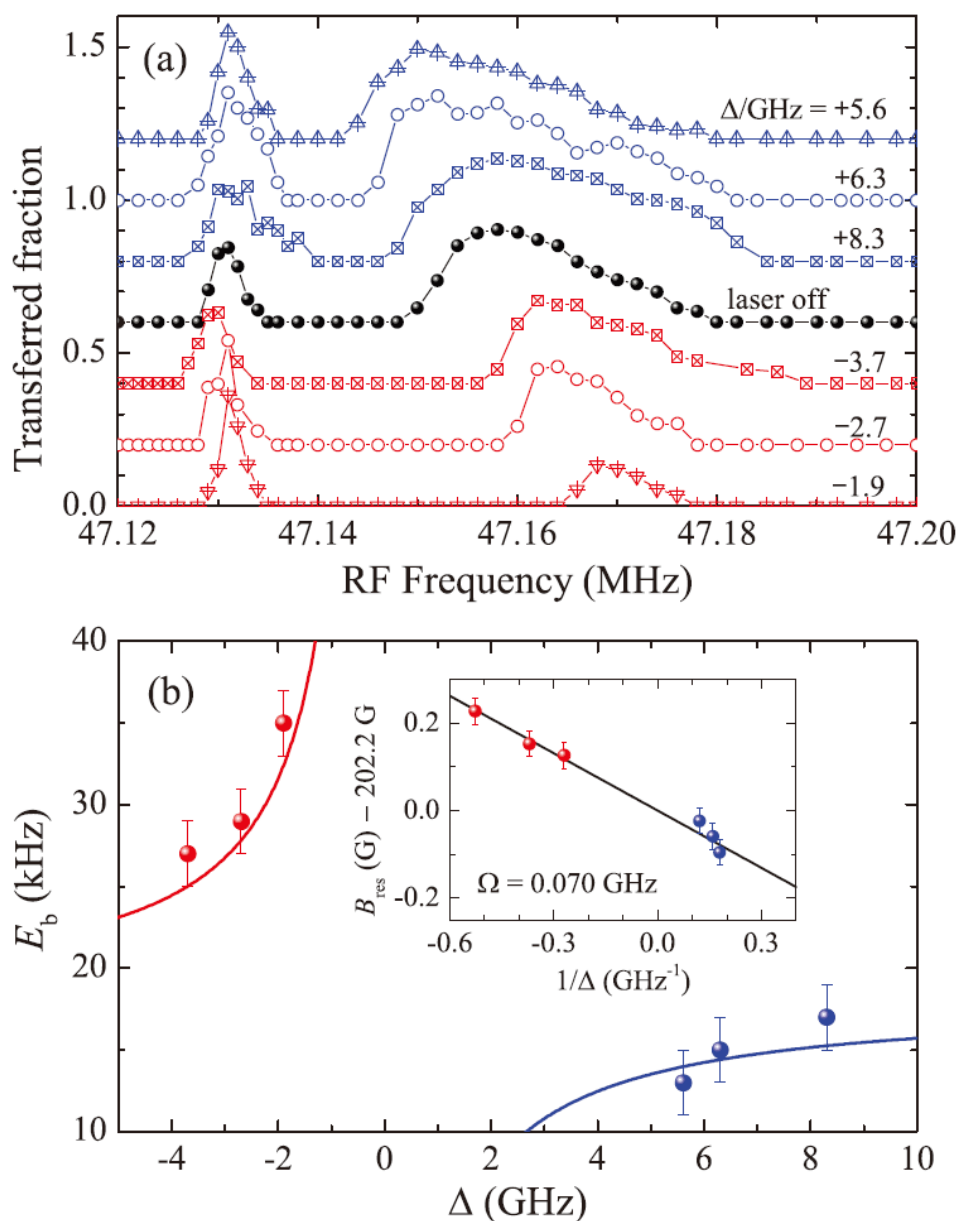 (a)
Transferred fraction
1.5
1.0
0.5
0.0
Δ/GHz = +5.6
+6.3
+8.3
laser off
−3.7
−2.7
−1.9
47.12 47.14 47.16 47.18 47.20
RF Frequency (MHz)
(b)
E_b (kHz)
40
30
20
10
B_res (G) − 202.2 G
0.2
0.0
-0.2
Ω = 0.070 GHz
-0.6 -0.3 0.0 0.3
1/Δ (GHz⁻¹)
-4 -2 0 2 4 6 8 10
Δ (GHz)